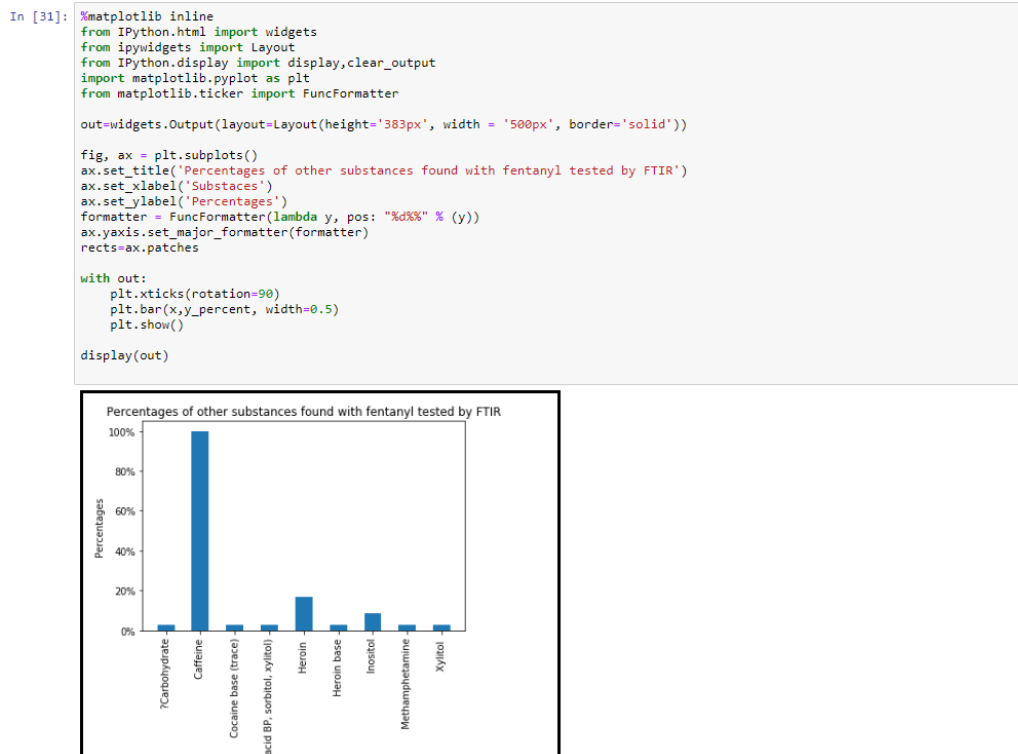 In [31]: %matplotlib inline
from IPython.html import widgets
from ipywidgets import Layout
from IPython.display import display,clear_output
import matplotlib.pyplot as plt
from matplotlib.ticker import FuncFormatter
out=widgets.Output(layout=Layout(height='383px', width = '500px', border='solid'))
fig, ax = plt.subplots()
ax.set_title('Percentages of other substances found with fentanyl tested by FTIR')
ax.set_xlabel('Substaces')
ax.set_ylabel('Percentages')
formatter = FuncFormatter(lambda y, pos: "%d%%" % (y))
ax.yaxis.set_major_formatter(formatter)
rects=ax.patches
with out:
    plt.xticks(rotation=90)
    plt.bar(x,y_percent, width=0.5)
    plt.show()
display(out)
Percentages of other substances found with fentanyl tested by FTIR
100%
80%
60%
40%
20%
0%
Percentages
?Carbohydrate
Caffeine
Cocaine base (trace)
acid BP, sorbitol, xylitol)
Heroin
Heroin base
Inositol
Methamphetamine
Xylitol